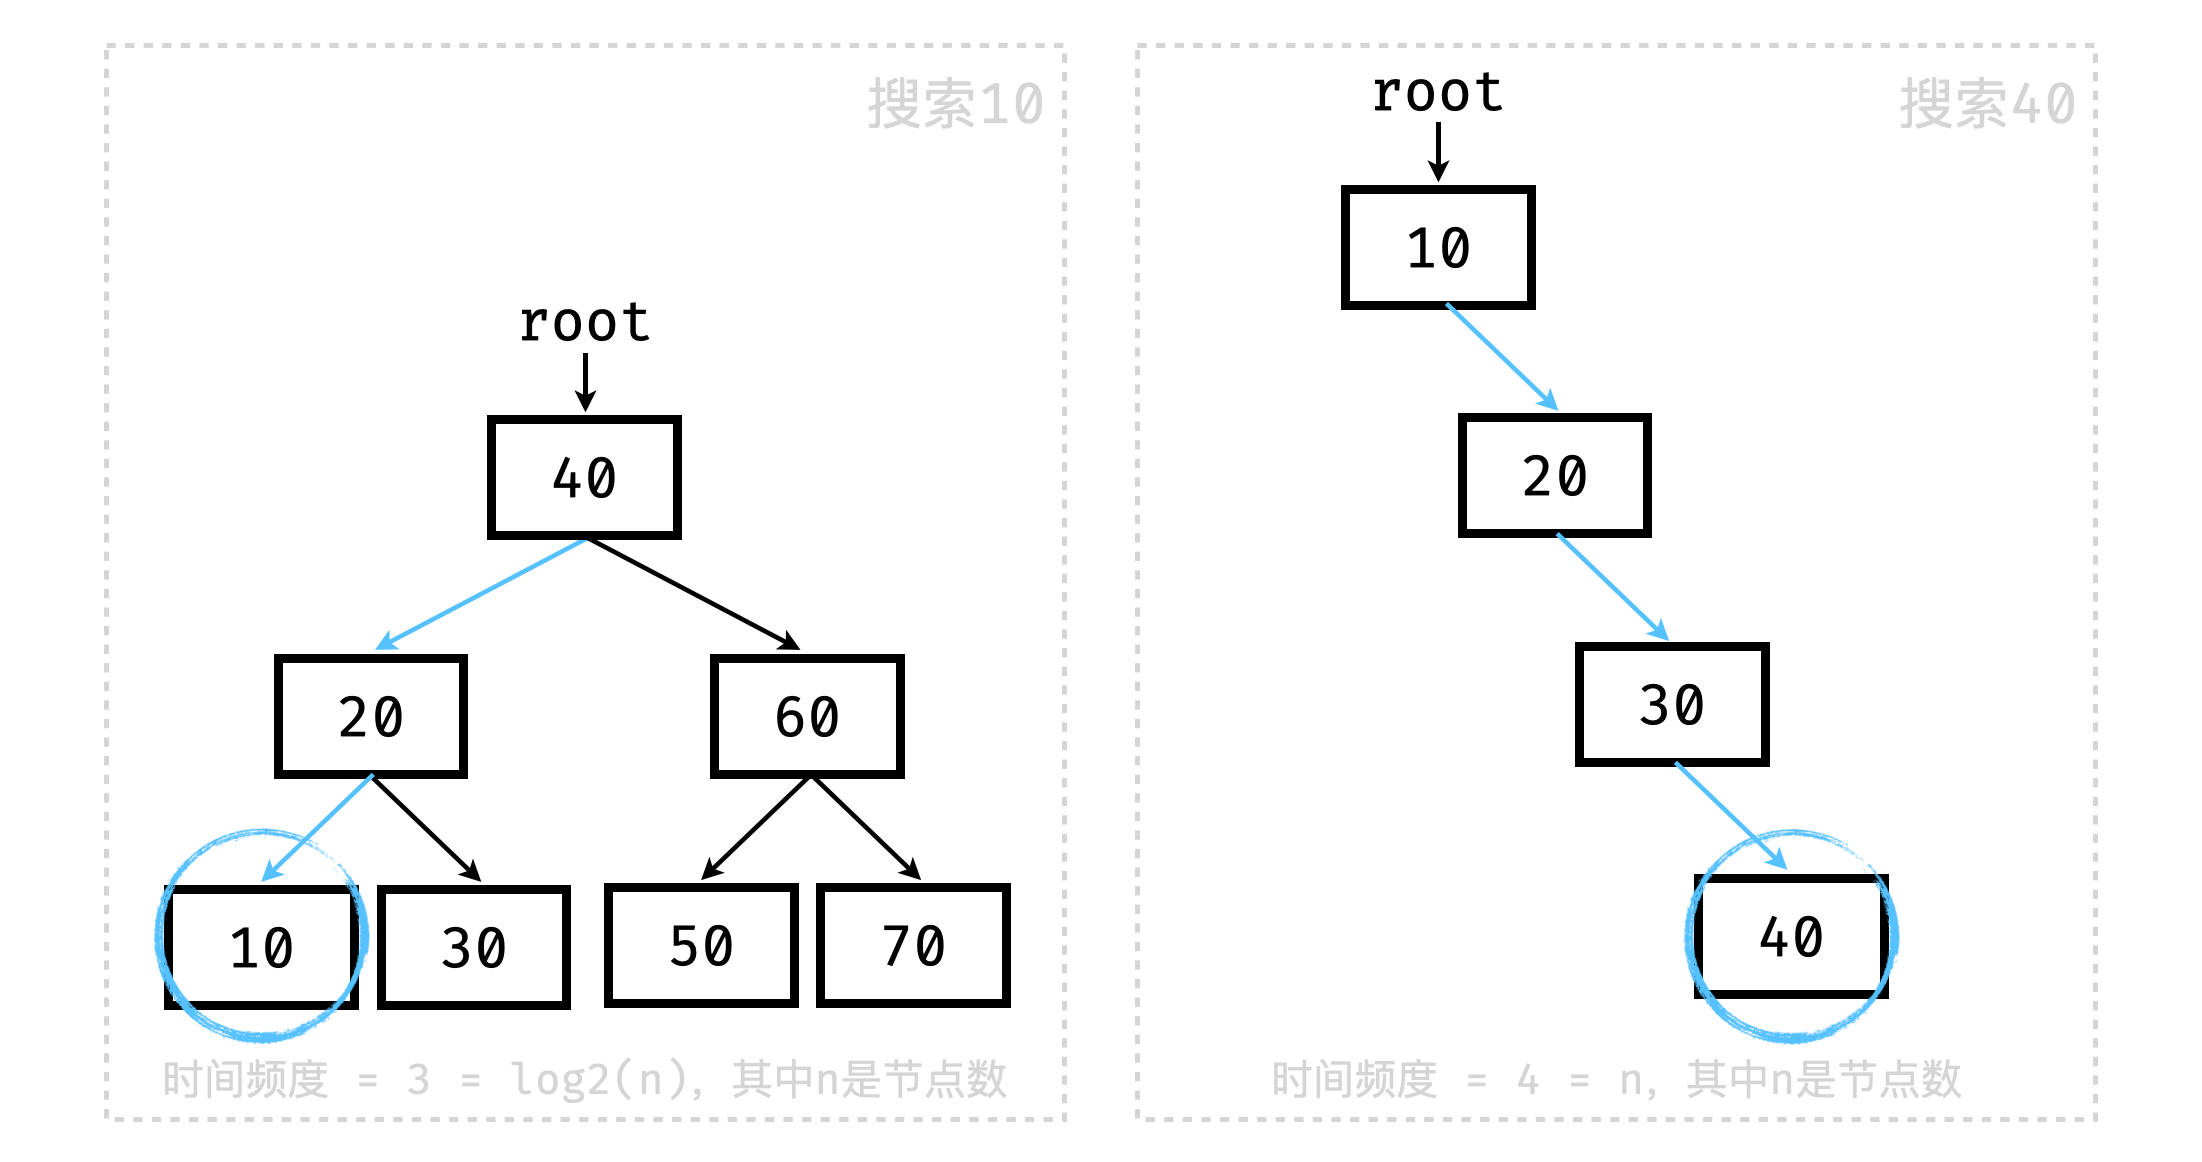 搜索10
root
40
20
60
10
30
50
70
时间频度 = 3 = log2(n), 其中n是节点数
搜索40
root
10
20
30
40
时间频度 = 4 = n, 其中n是节点数